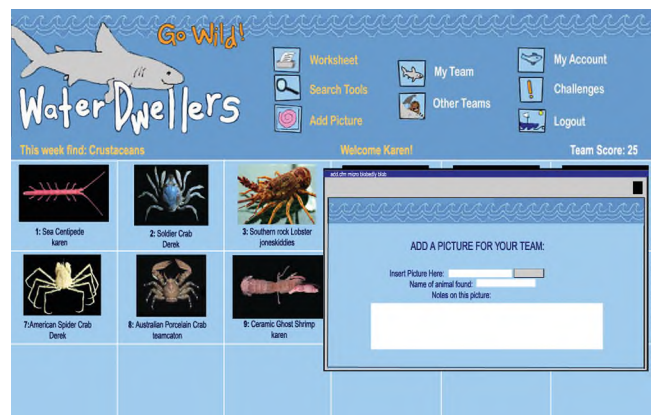 Go Wild!
Water Dwellers
Worksheet
Search Tools
Add Picture
My Team
Other Teams
My Account
Challenges
Logout
This week find: Crustaceans
Welcome Karen!
Team Score: 25
1: Sea Centipede
karen
2: Soldier Crab
Derek
3: Southern rock Lobster
joneskiddies
7:American Spider Crab
Derek
8: Australian Porcelain Crab
teamcaton
9: Ceramic Ghost Shrimp
karen
ADD A PICTURE FOR YOUR TEAM:
Insert Picture Here:
Name of animal found:
Notes on this picture: